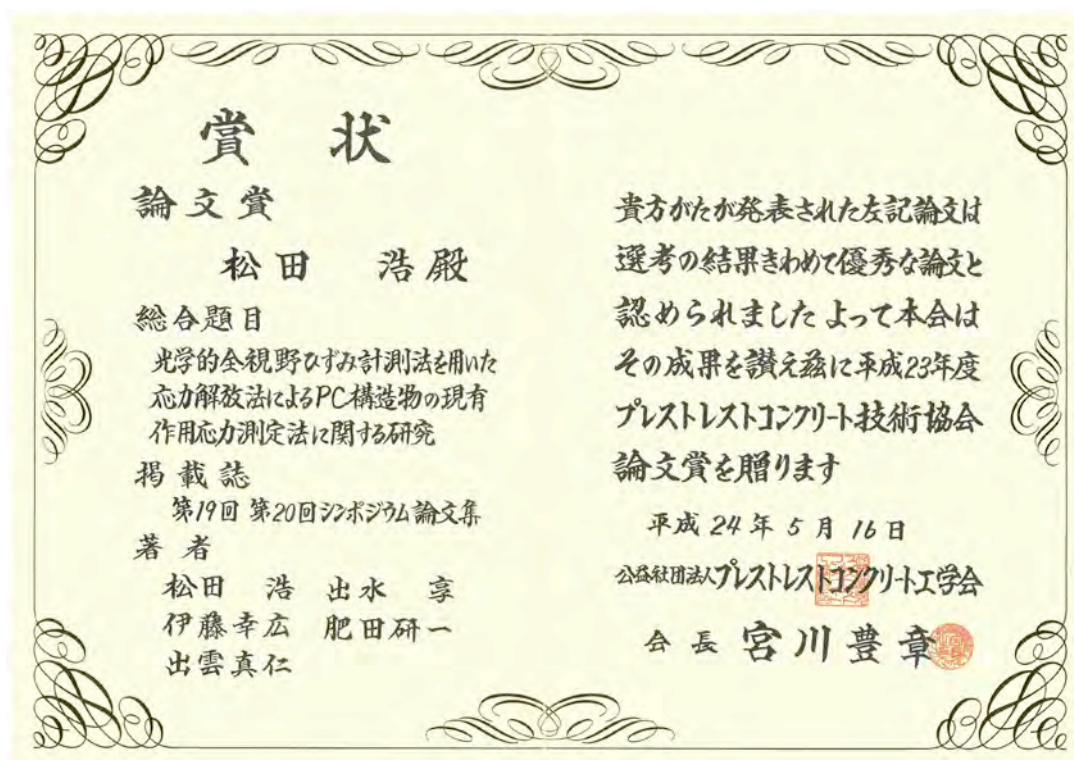 賞 状
論文賞
松田 浩殿
総合題目
光学的全視野ひずみ計測法を用いた
応力解放法によるPC構造物の現有
作用応力測定法に関する研究
掲載誌
第19回 第20回シンポジウム論文集
著者
松田 浩 出水 享
伊藤幸広 肥田研一
出雲真仁
貴方がたが発表された左記論文は
選考の結果きわめて優秀な論文と
認められました よって本会は
その成果を讃え玆に平成23年度
プレストレストコンクリート技術協会
論文賞を贈ります
平成24年5月16日
公益社団法人プレストレストコンクリート工学会
会長 宮川豊章